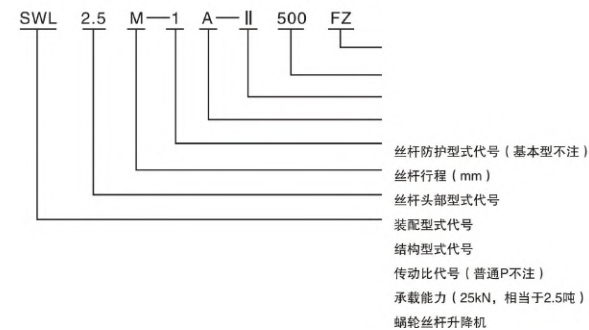 SWL 2.5 M—1 A—Ⅱ 500 FZ
丝杆防护型式代号（基本型不注）
丝杆行程（mm）
丝杆头部型式代号
装配型式代号
结构型式代号
传动比代号（普通P不注）
承载能力（25kN，相当于2.5吨）
蜗轮丝杆升降机